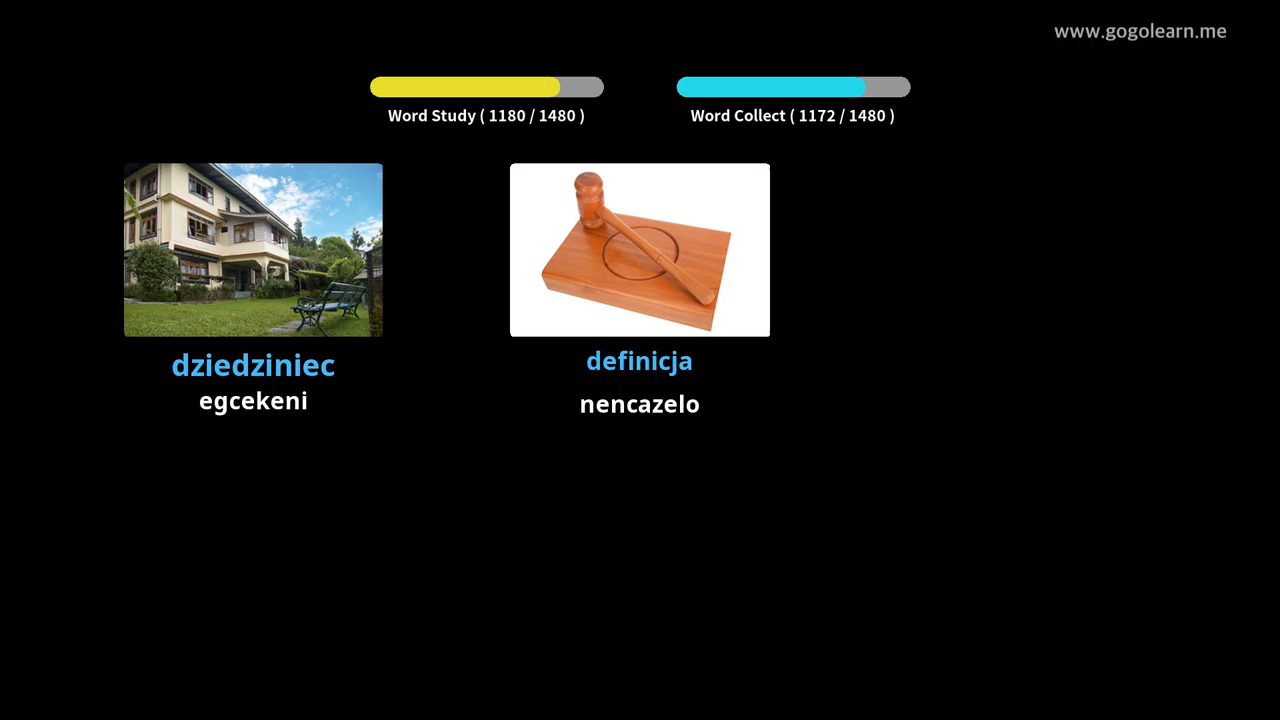 www.gogolearn.me
Word Study ( 1180 / 1480 )
Word Collect ( 1172 / 1480 )
dziedziniec
egcekeni
definicja
nencazelo